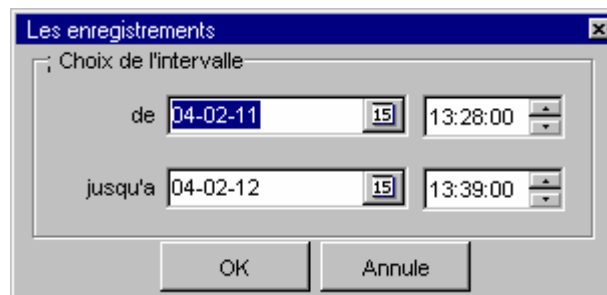 Les enregistrements
; Choix de l'intervalle
de 04-02-11 15 13:28:00
jusqu'a 04-02-12 15 13:39:00
OK Annule